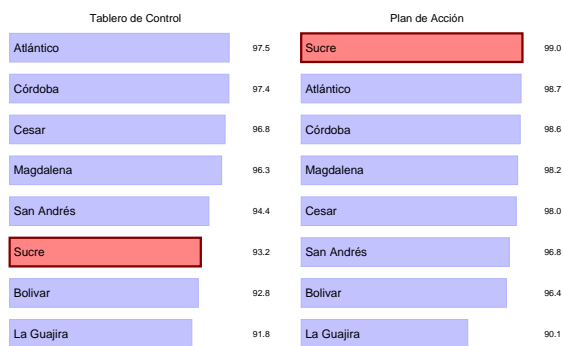 Tablero de Control
Atlántico 97.5
Córdoba 97.4
Cesar 96.8
Magdalena 96.3
San Andrés 94.4
Sucre 93.2
Bolivar 92.8
La Guajira 91.8
Plan de Acción
Sucre 99.0
Atlántico 98.7
Córdoba 98.6
Magdalena 98.2
Cesar 98.0
San Andrés 96.8
Bolivar 96.4
La Guajira 90.1